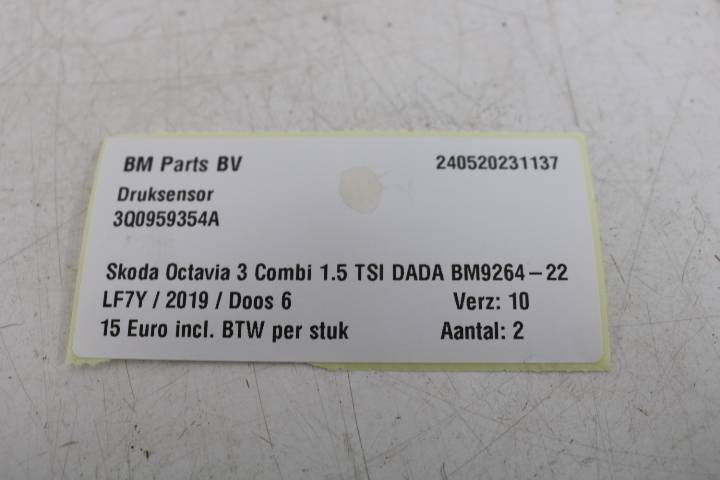 BM Parts BV 240520231137
Druksensor
3Q0959354A
Skoda Octavia 3 Combi 1.5 TSI DADA BM9264-22
LF7Y / 2019 / Doos 6 Verz: 10
15 Euro incl. BTW per stuk Aantal: 2